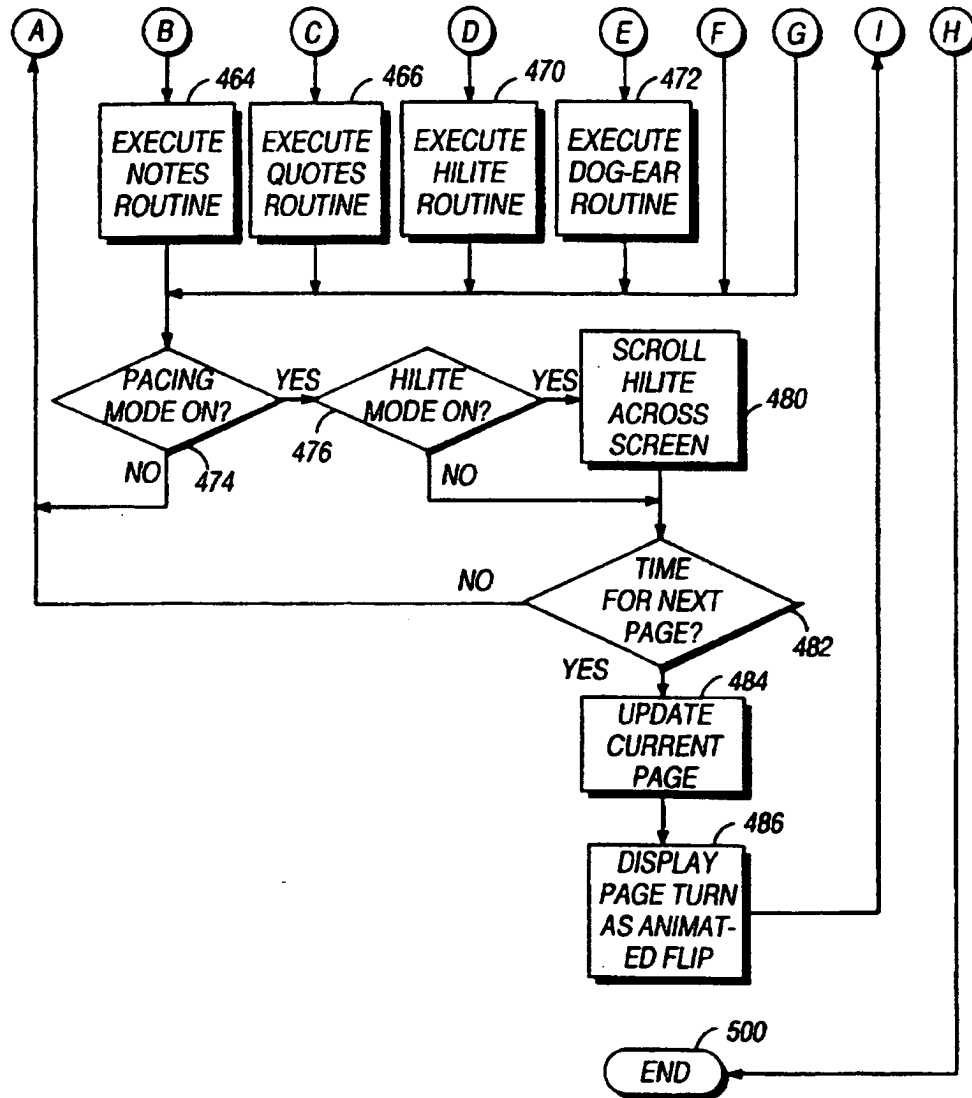 A B C D E F G I H
464 466 470 472
EXECUTE
NOTES
ROUTINE
EXECUTE
QUOTES
ROUTINE
EXECUTE
HILITE
ROUTINE
EXECUTE
DOG-EAR
ROUTINE
PACING
MODE ON?
YES
474
NO
HILITE
MODE ON?
YES
476
NO
SCROLL
HILITE
ACROSS
SCREEN
480
TIME
FOR NEXT
PAGE?
NO
482
YES
484
UPDATE
CURRENT
PAGE
486
DISPLAY
PAGE TURN
AS ANIMAT-
ED FLIP
500
END